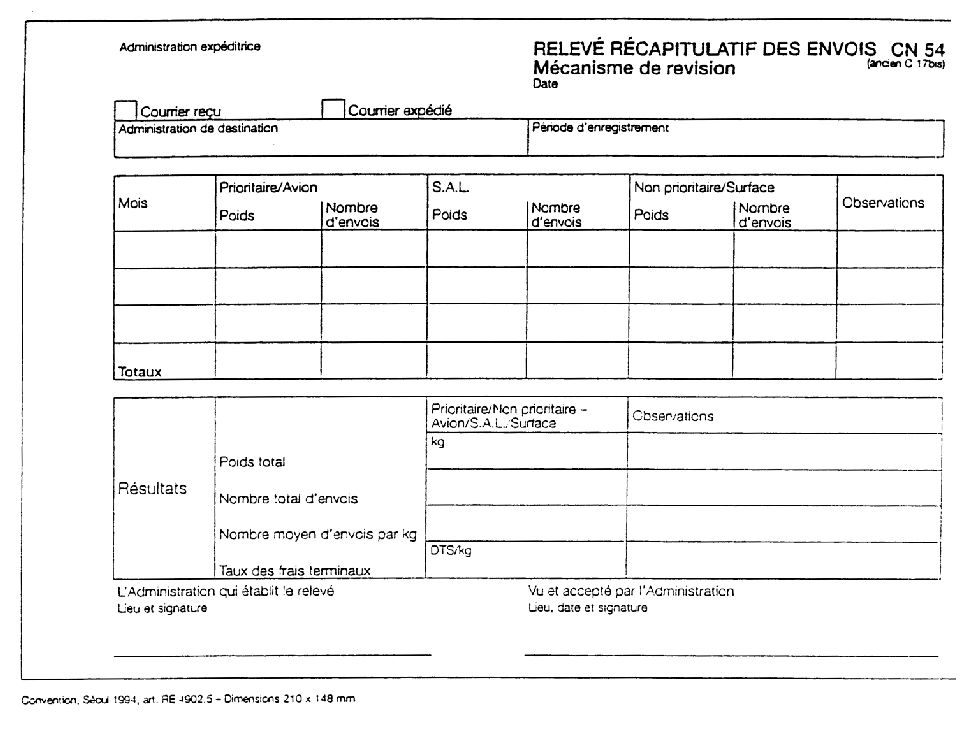 Administration expéditrice
RELEVÉ RÉCAPITULATIF DES ENVOIS CN 54
Mécanisme de revision (ancien C 17bis)
Date
Courrier reçu
Courrier expédié
Administration de destination
Période d'enregistrement
Mois
Prioritaire/Avion
S.A.L.
Non prioritaire/Surface
Observations
Poids
Nombre
d'envois
Poids
Nombre
d'envois
Poids
Nombre
d'envois
Totaux
Résultats
Prioritaire/Non prioritaire –
Avion/S.A.L./Surface
Observations
Poids total
kg
Nombre total d'envois
Nombre moyen d'envois par kg
Taux des frais terminaux
DTS/kg
L'Administration qui établit le relevé
Lieu et signature
Vu et accepté par l'Administration
Lieu, date et signature
Convention, Séoul 1994, art. RE 4902.5 – Dimensions 210 x 148 mm